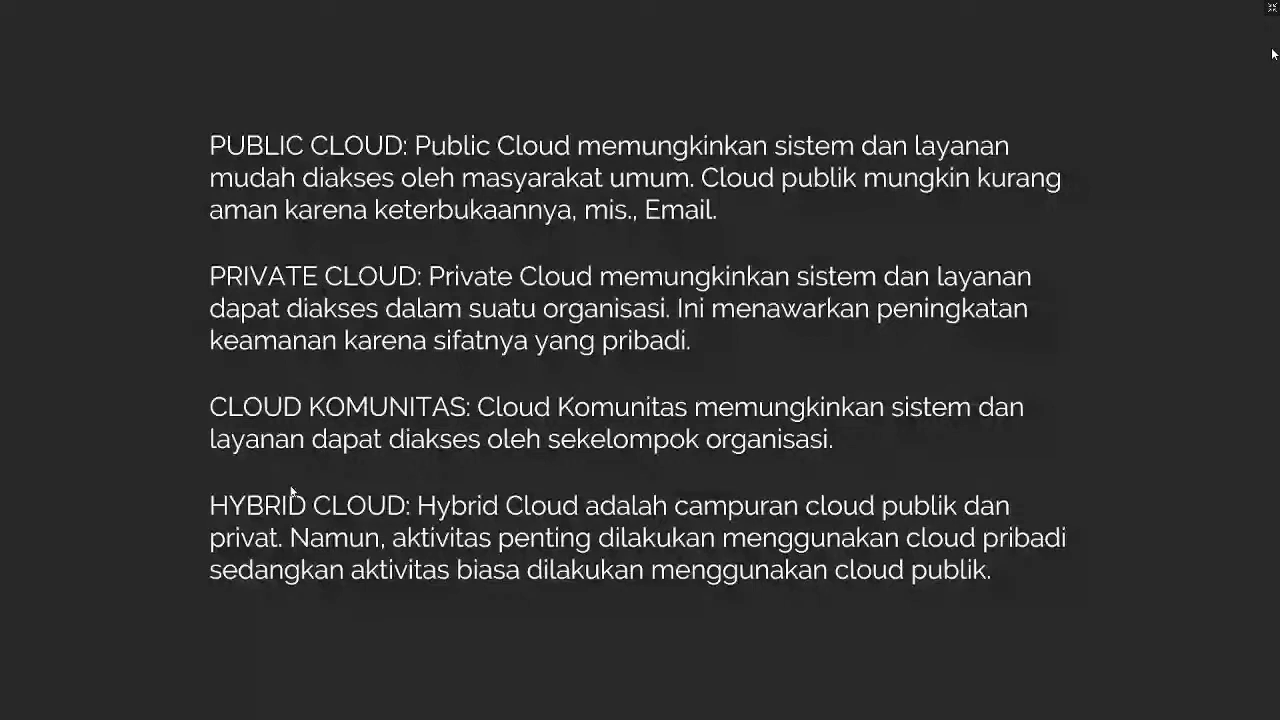 PUBLIC CLOUD: Public Cloud memungkinkan sistem dan layanan
mudah diakses oleh masyarakat umum. Cloud publik mungkin kurang
aman karena keterbukaannya, mis., Email.
PRIVATE CLOUD: Private Cloud memungkinkan sistem dan layanan
dapat diakses dalam suatu organisasi. Ini menawarkan peningkatan
keamanan karena sifatnya yang pribadi.
CLOUD KOMUNITAS: Cloud Komunitas memungkinkan sistem dan
layanan dapat diakses oleh sekelompok organisasi.
HYBRID CLOUD: Hybrid Cloud adalah campuran cloud publik dan
privat. Namun, aktivitas penting dilakukan menggunakan cloud pribadi
sedangkan aktivitas biasa dilakukan menggunakan cloud publik.